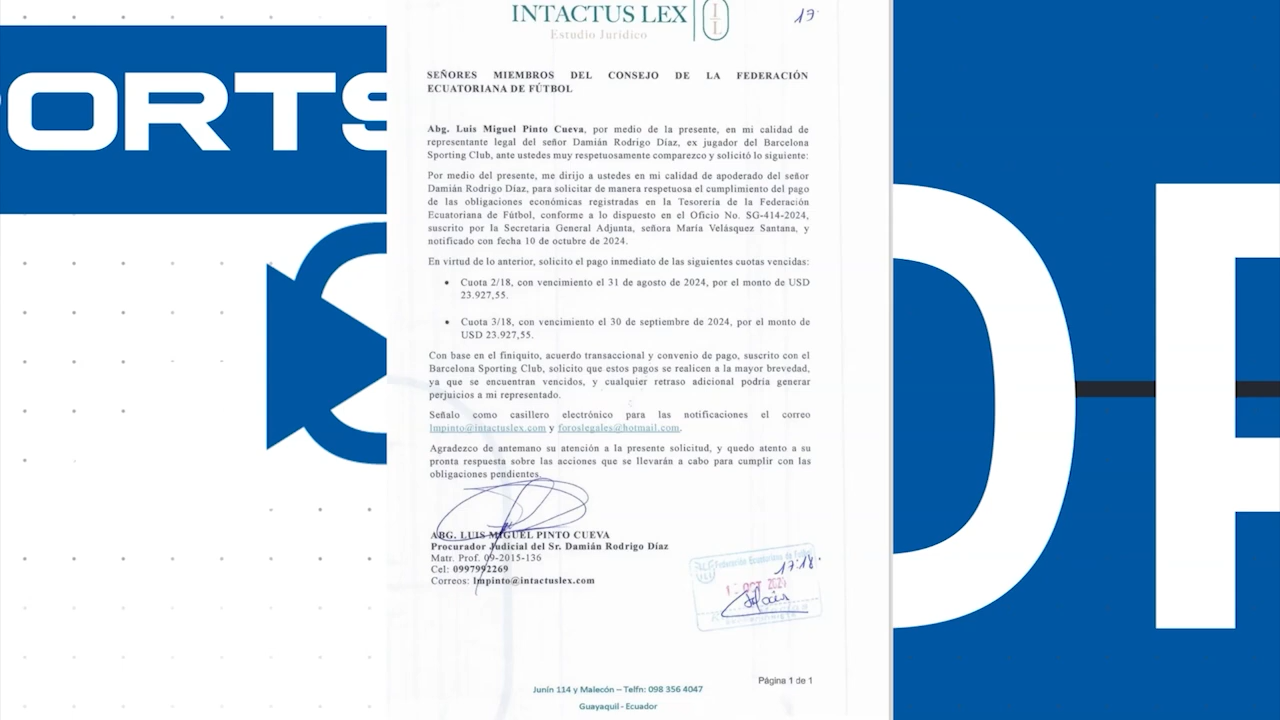 INTACTUS LEX
Estudio Jurídico
IL
17
PORTS
SEÑORES MIEMBROS DEL CONSEJO DE LA FEDERACIÓN
ECUATORIANA DE FÚTBOL
Abg. Luis Miguel Pinto Cueva, por medio de la presente, en mi calidad de
representante legal del señor Damián Rodrigo Díaz, ex jugador del Barcelona
Sporting Club, ante ustedes muy respetuosamente comparezco y solicitó lo siguiente:
Por medio del presente, me dirijo a ustedes en mi calidad de apoderado del señor
Damián Rodrigo Díaz, para solicitar de manera respetuosa el cumplimiento del pago
de las obligaciones económicas registradas en la Tesorería de la Federación
Ecuatoriana de Fútbol, conforme a lo dispuesto en el Oficio No. SG-414-2024,
suscrito por la Secretaria General Adjunta, señora María Velásquez Santana, y
notificado con fecha 10 de octubre de 2024.
En virtud de lo anterior, solicito el pago inmediato de las siguientes cuotas vencidas:
• Cuota 2/18, con vencimiento el 31 de agosto de 2024, por el monto de USD
23.927,55.
• Cuota 3/18, con vencimiento el 30 de septiembre de 2024, por el monto de
USD 23.927,55.
Con base en el finiquito, acuerdo transaccional y convenio de pago, suscrito con el
Barcelona Sporting Club, solicito que estos pagos se realicen a la mayor brevedad,
ya que se encuentran vencidos, y cualquier retraso adicional podría generar
perjuicios a mi representado.
Señalo como casillero electrónico para las notificaciones el correo
lmpinto@intactuslex.com y foroslegales@hotmail.com.
Agradezco de antemano su atención a la presente solicitud, y quedo atento a su
pronta respuesta sobre las acciones que se llevarán a cabo para cumplir con las
obligaciones pendientes.
ABG. LUIS MIGUEL PINTO CUEVA
Procurador Judicial del Sr. Damián Rodrigo Díaz
Matr. Prof. 09-2015-136
Cel: 0997992269
Correos: lmpinto@intactuslex.com
Federación Ecuatoriana de Fútbol
17:18
OCT
Página 1 de 1
Junín 114 y Malecón – Telfn: 098 356 4047
Guayaquil - Ecuador